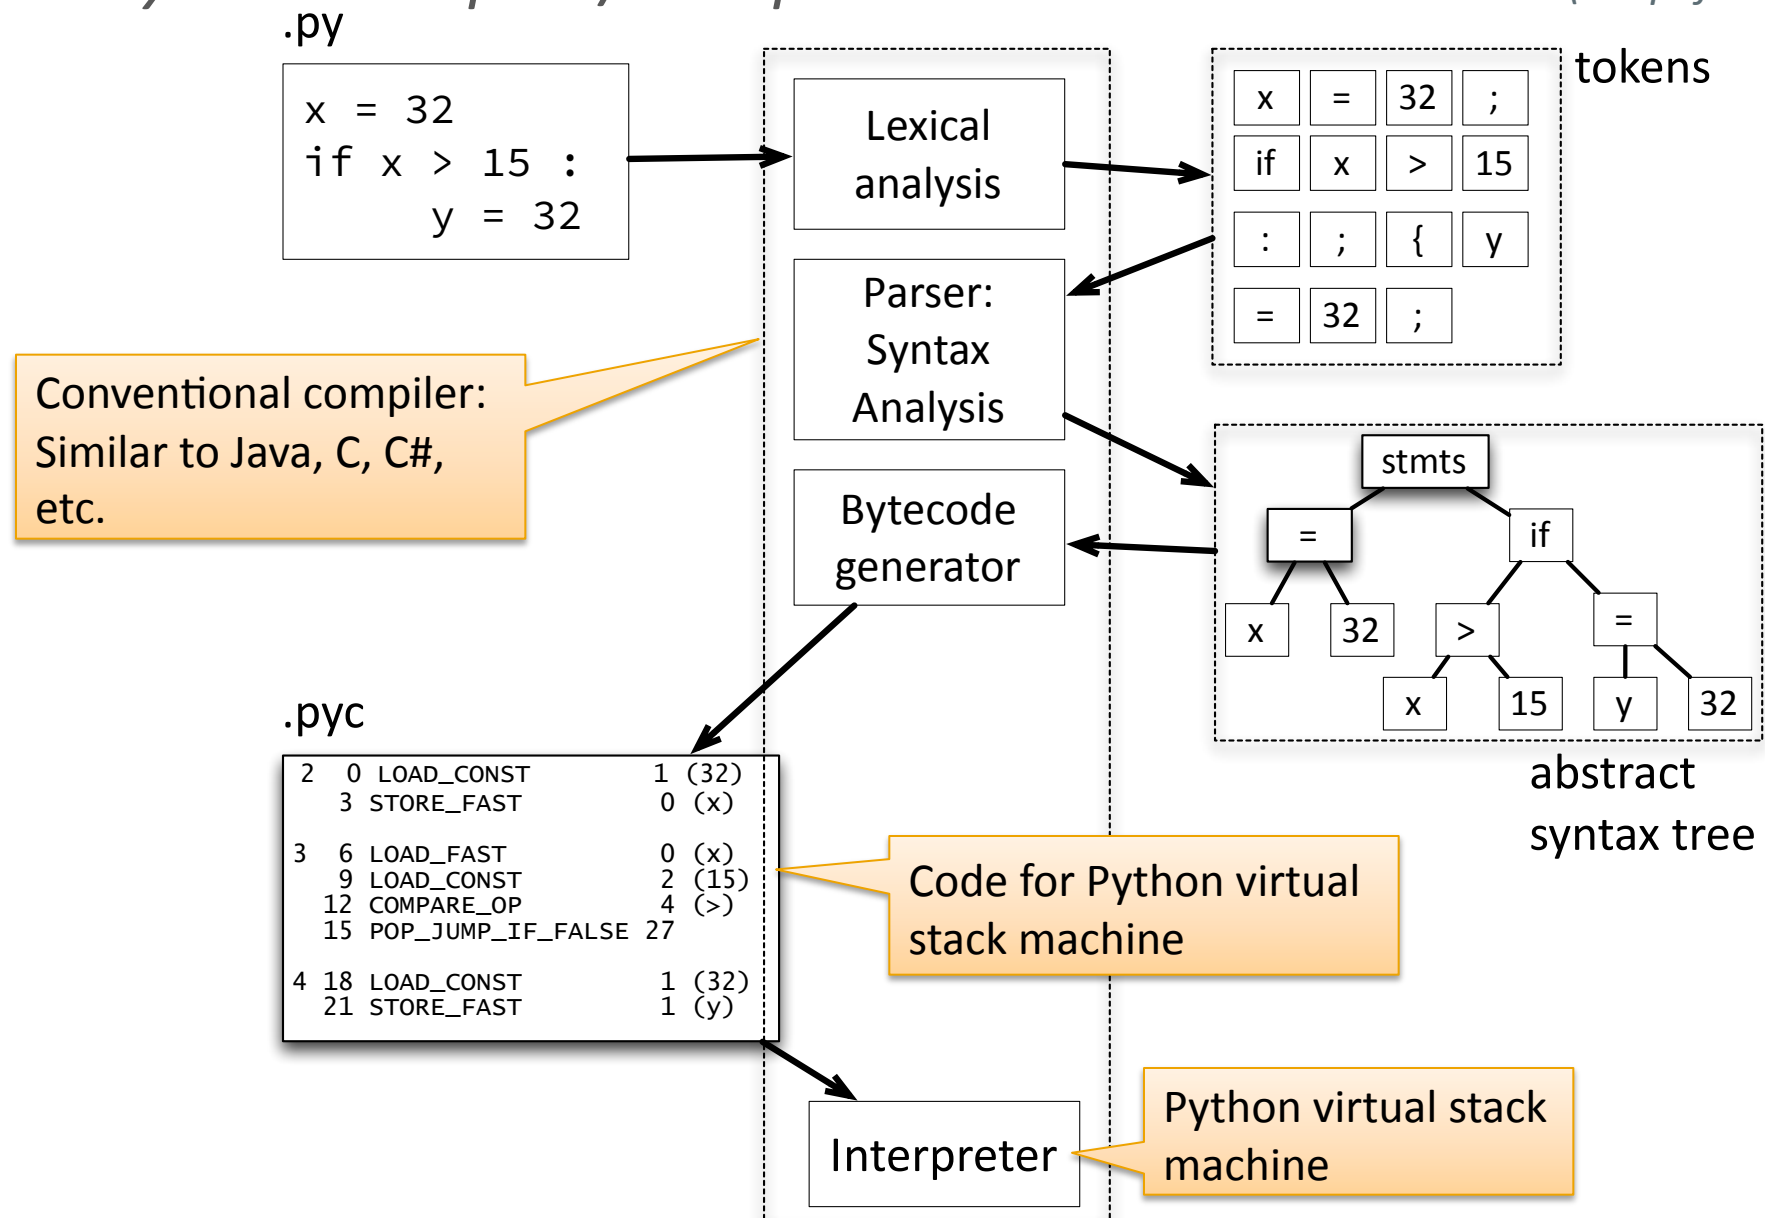 .py
x = 32
if x > 15 :
y = 32
Lexical
analysis
tokens
x = 32 ;
if x > 15
: ; { y
= 32 ;
Parser:
Syntax
Analysis
Conventional compiler:
Similar to Java, C, C#,
etc.
Bytecode
generator
stmts
= if
x 32 > =
x 15 y 32
abstract
syntax tree
.pyc
2 0 LOAD_CONST 1 (32)
3 STORE_FAST 0 (x)
3 6 LOAD_FAST 0 (x)
9 LOAD_CONST 2 (15)
12 COMPARE_OP 4 (>)
15 POP_JUMP_IF_FALSE 27
4 18 LOAD_CONST 1 (32)
21 STORE_FAST 1 (y)
Code for Python virtual
stack machine
Interpreter
Python virtual stack
machine